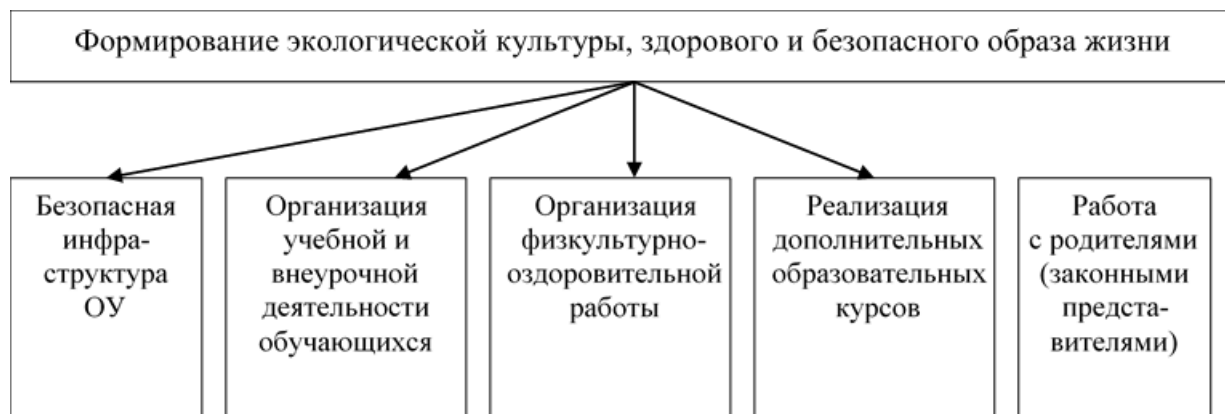 Формирование экологической культуры, здорового и безопасного образа жизни
Безопасная
инфра-
структура
ОУ
Организация
учебной и
внеурочной
деятельности
обучающихся
Организация
физкультурно-
оздоровительной
работы
Реализация
дополнительных
образовательных
курсов
Работа
с родителями
(законными
предста-
вителями)